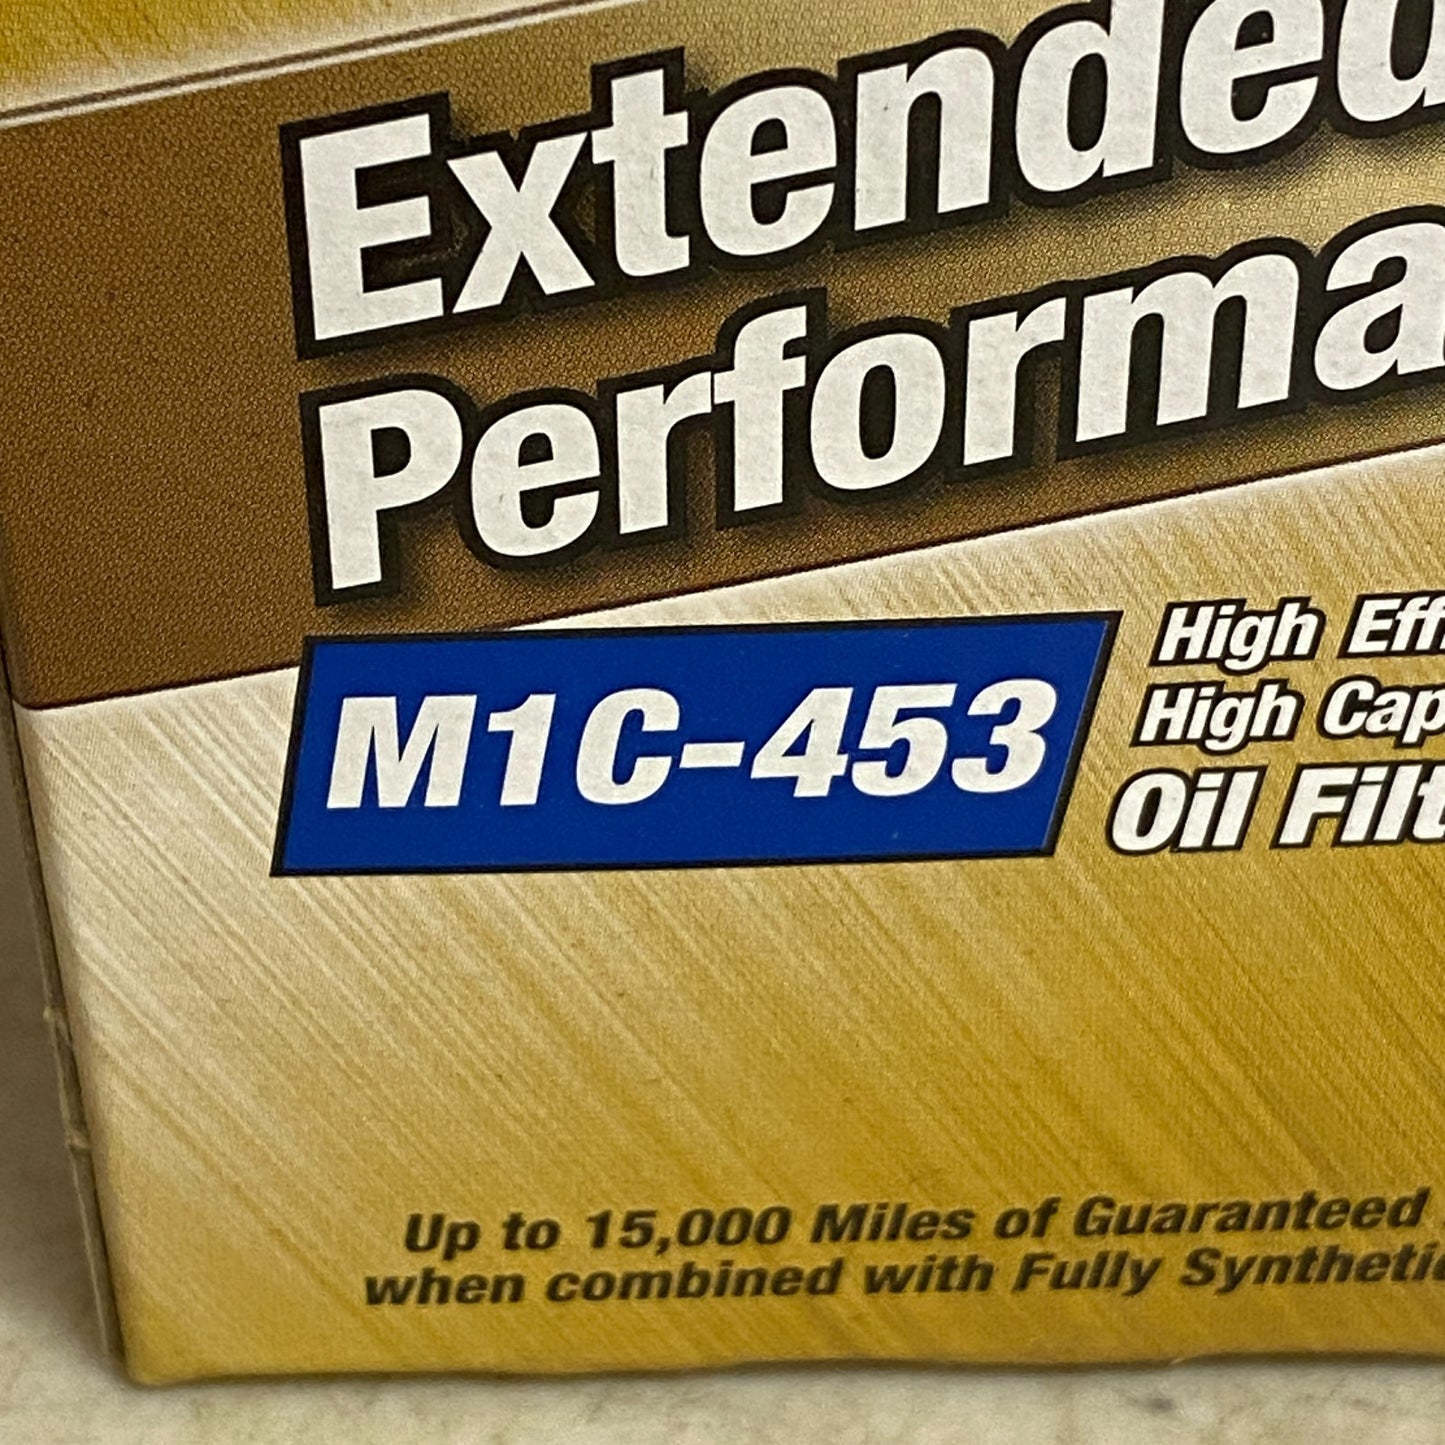 Extended
Performa
M1C-453
High Eff
High Cap
Oil Filt
Up to 15,000 Miles of Guaranteed
when combined with Fully Synthetic